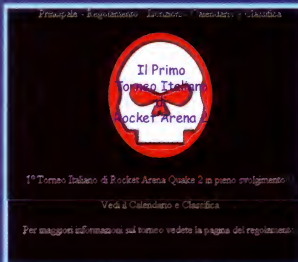 Principale - Regolamento - Iscrizioni - Calendario e Classifica
Il Primo
Torneo Italiano
di
Rocket Arena 2
1° Torneo Italiano di Rocket Arena Quake 2 in pieno svolgimento
Vedi il Calendario e Classifica
Per maggiori informazioni sul torneo vedete la pagina del regolamento